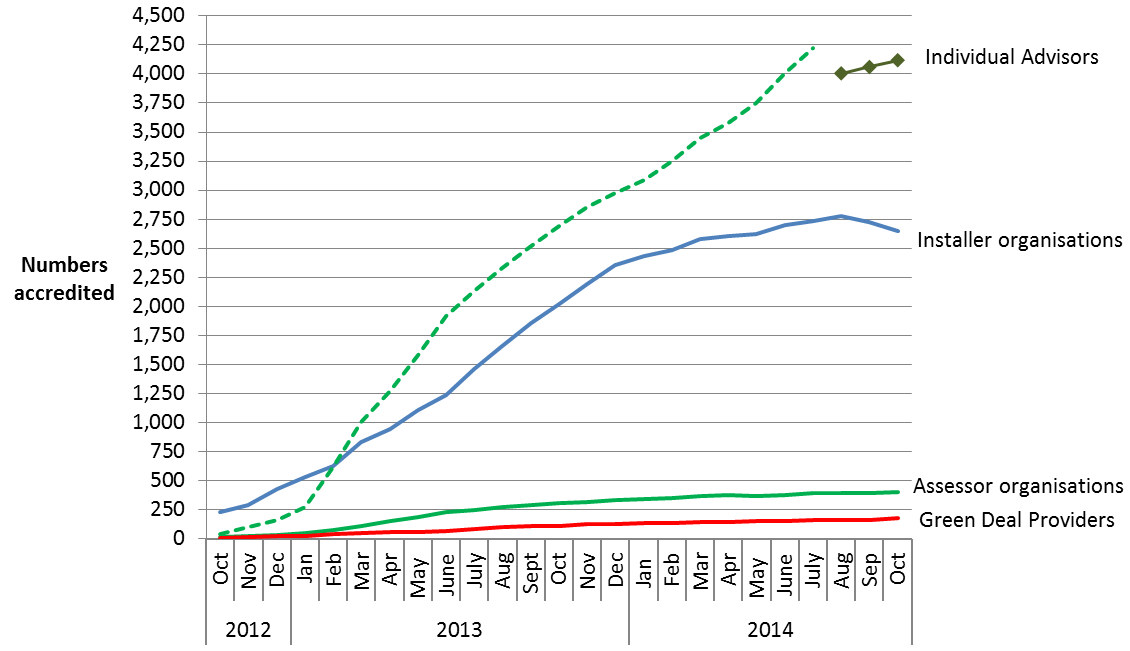 4,500
4,250
4,000
3,750
3,500
3,250
3,000
2,750
2,500
2,250
2,000
1,750
1,500
1,250
1,000
750
500
250
0
Numbers
accredited
Individual Advisors
Installer organisations
Assessor organisations
Green Deal Providers
Oct Nov Dec Jan Feb Mar Apr May June July Aug Sept Oct Nov Dec Jan Feb Mar Apr May June July Aug Sep Oct
2012 2013 2014